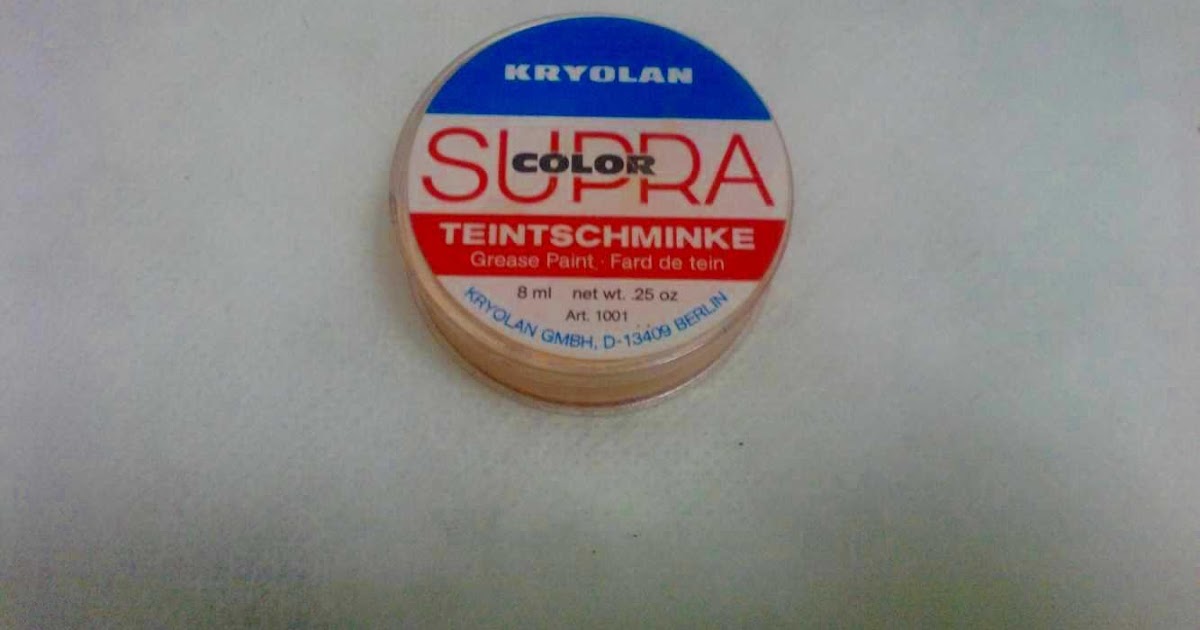 KRYOLAN
SUPRA
COLOR
TEINTSCHMINKE
Grease Paint · Fard de tein
8 ml net wt. .25 oz
Art. 1001
KRYOLAN GMBH, D-13409 BERLIN